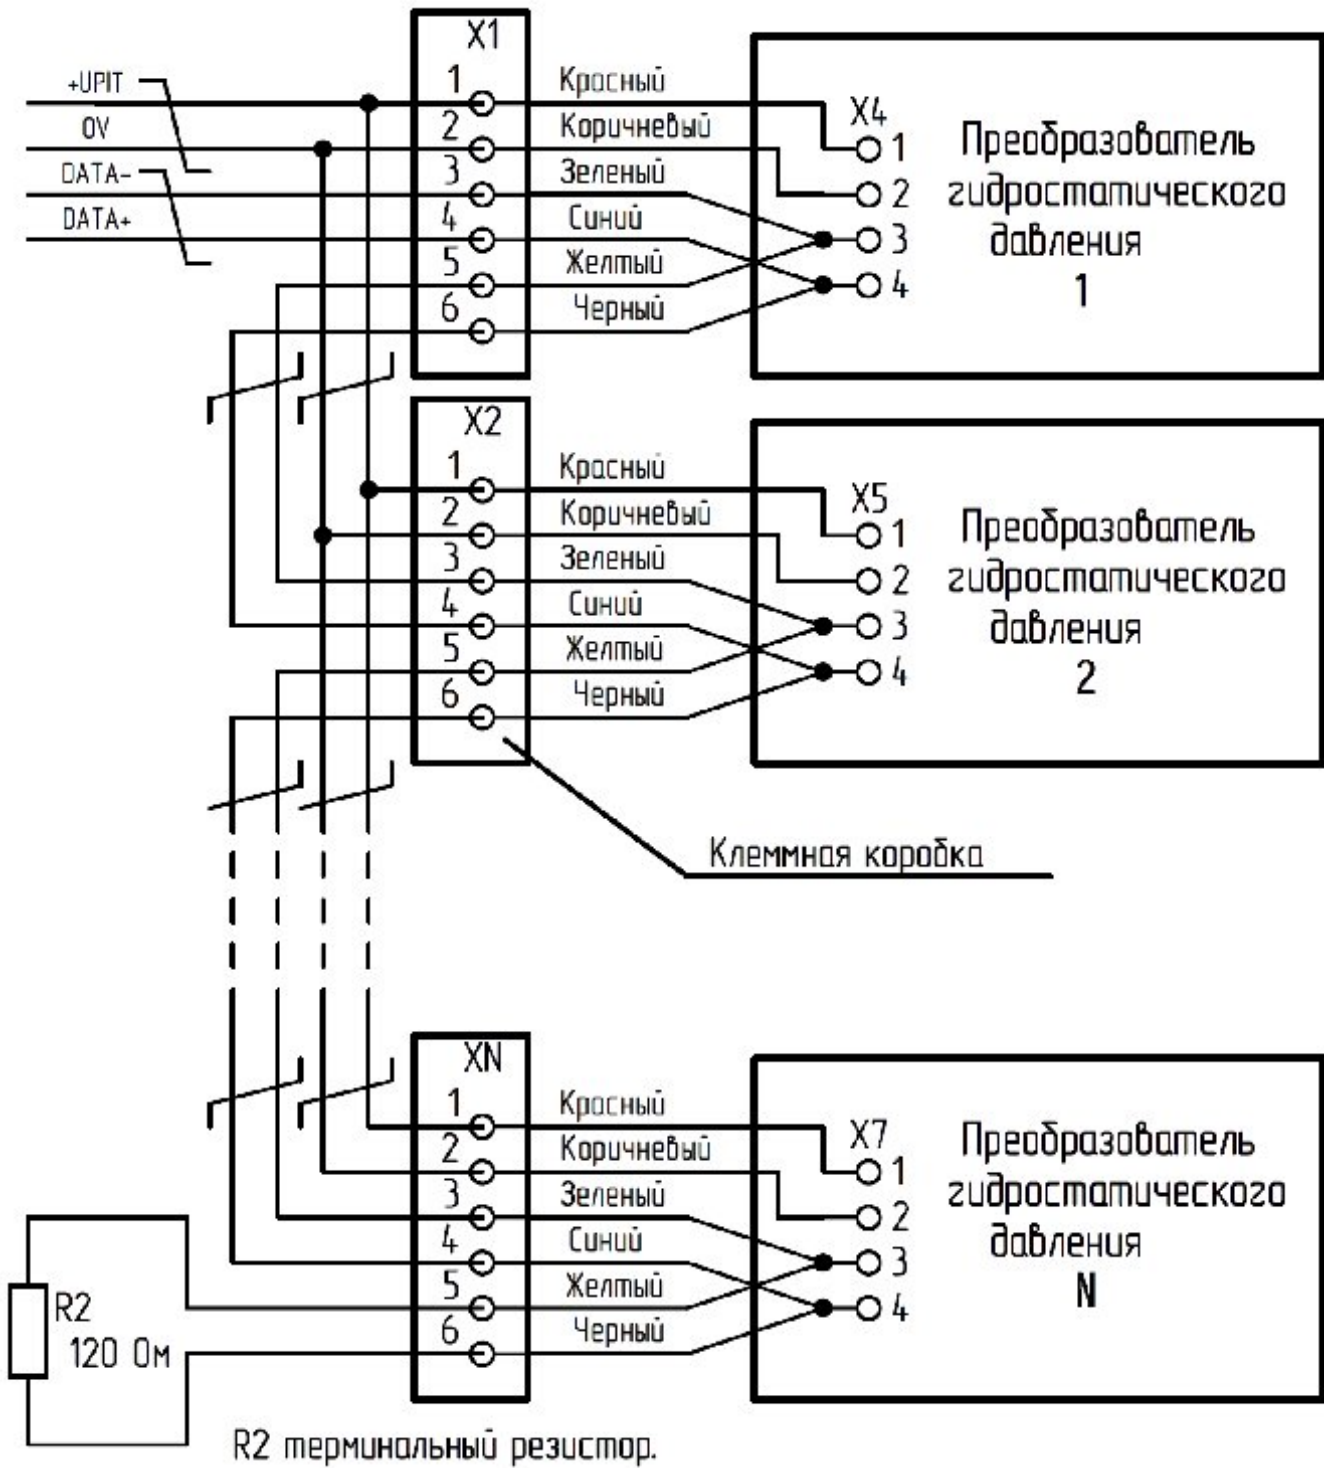 +UPIT
0V
DATA-
DATA+
X1
1
2
3
4
5
6
Красный
Коричневый
Зеленый
Синий
Желтый
Черный
X4
1
2
3
4
Преобразователь
гидростатического
давления
1
X2
1
2
3
4
5
6
Красный
Коричневый
Зеленый
Синий
Желтый
Черный
X5
1
2
3
4
Преобразователь
гидростатического
давления
2
Клеммная коробка
XN
1
2
3
4
5
6
Красный
Коричневый
Зеленый
Синий
Желтый
Черный
X7
1
2
3
4
Преобразователь
гидростатического
давления
N
R2
120 Ом
R2 терминальный резистор.